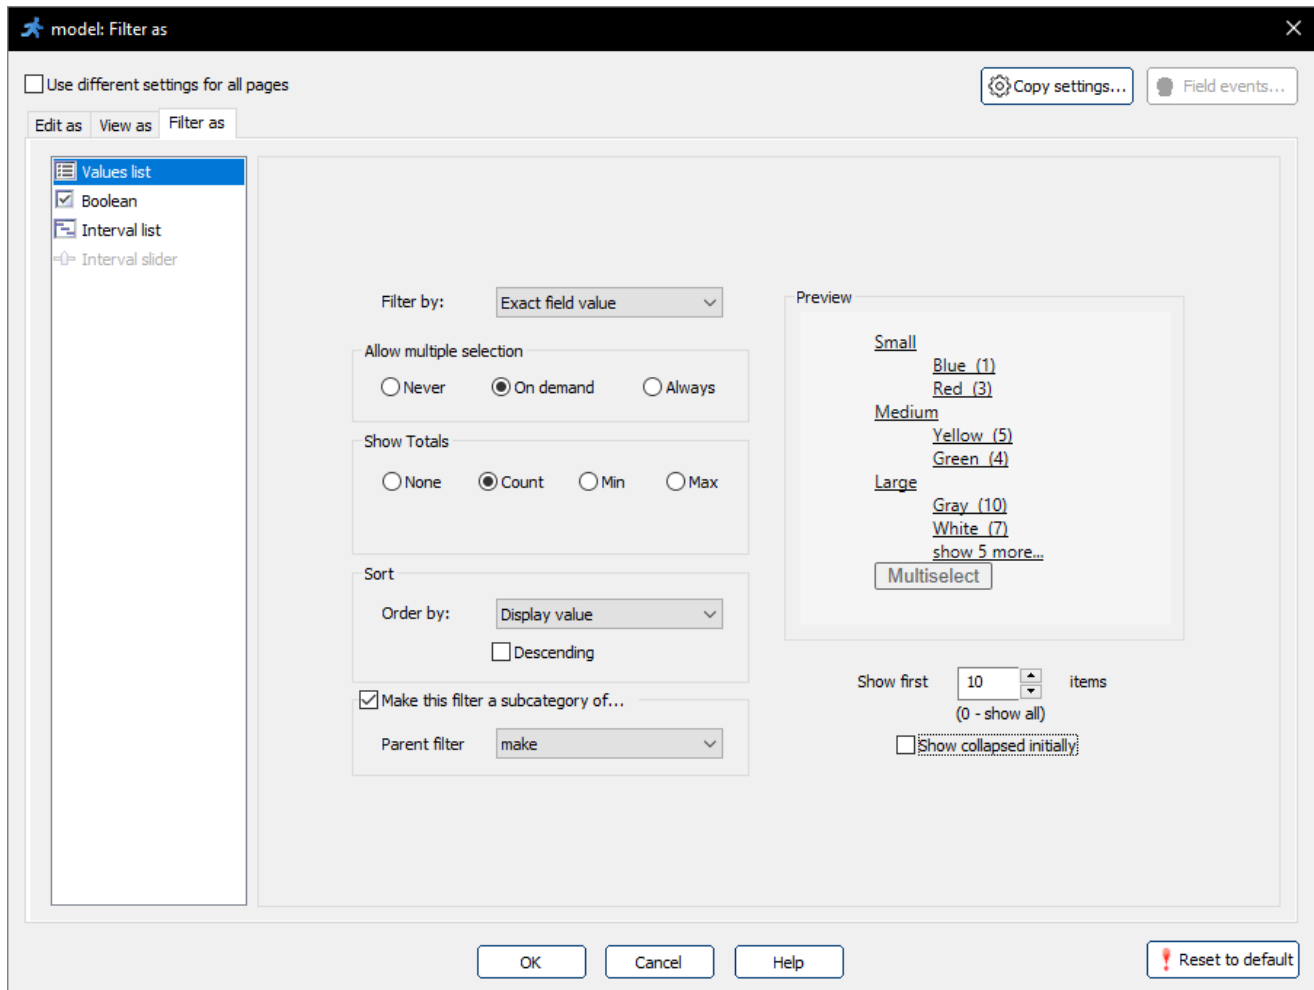 model: Filter as
Use different settings for all pages
Copy settings...
Field events...
Edit as
View as
Filter as
Values list
Boolean
Interval list
Interval slider
Filter by:
Exact field value
Allow multiple selection
Never
On demand
Always
Show Totals
None
Count
Min
Max
Sort
Order by:
Display value
Descending
Make this filter a subcategory of...
Parent filter
make
Preview
Small
Blue (1)
Red (3)
Medium
Yellow (5)
Green (4)
Large
Gray (10)
White (7)
show 5 more...
Multiselect
Show first 10 items
(0 - show all)
Show collapsed initially
OK
Cancel
Help
Reset to default